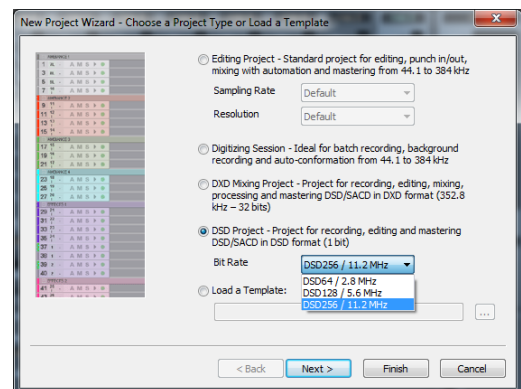 New Project Wizard - Choose a Project Type or Load a Template
Editing Project - Standard project for editing, punch in/out,
mixing with automation and mastering from 44.1 to 384 kHz
Sampling Rate
Default
Resolution
Default
Digitizing Session - Ideal for batch recording, background
recording and auto-conformation from 44.1 to 384 kHz
DXD Mixing Project - Project for recording, editing, mixing,
processing and mastering DSD/SACD in DXD format (352.8
kHz – 32 bits)
DSD Project - Project for recording, editing and mastering
DSD/SACD in DSD format (1 bit)
Bit Rate
DSD256 / 11.2 MHz
DSD64 / 2.8 MHz
DSD128 / 5.6 MHz
DSD256 / 11.2 MHz
Load a Template:
...
< Back
Next >
Finish
Cancel